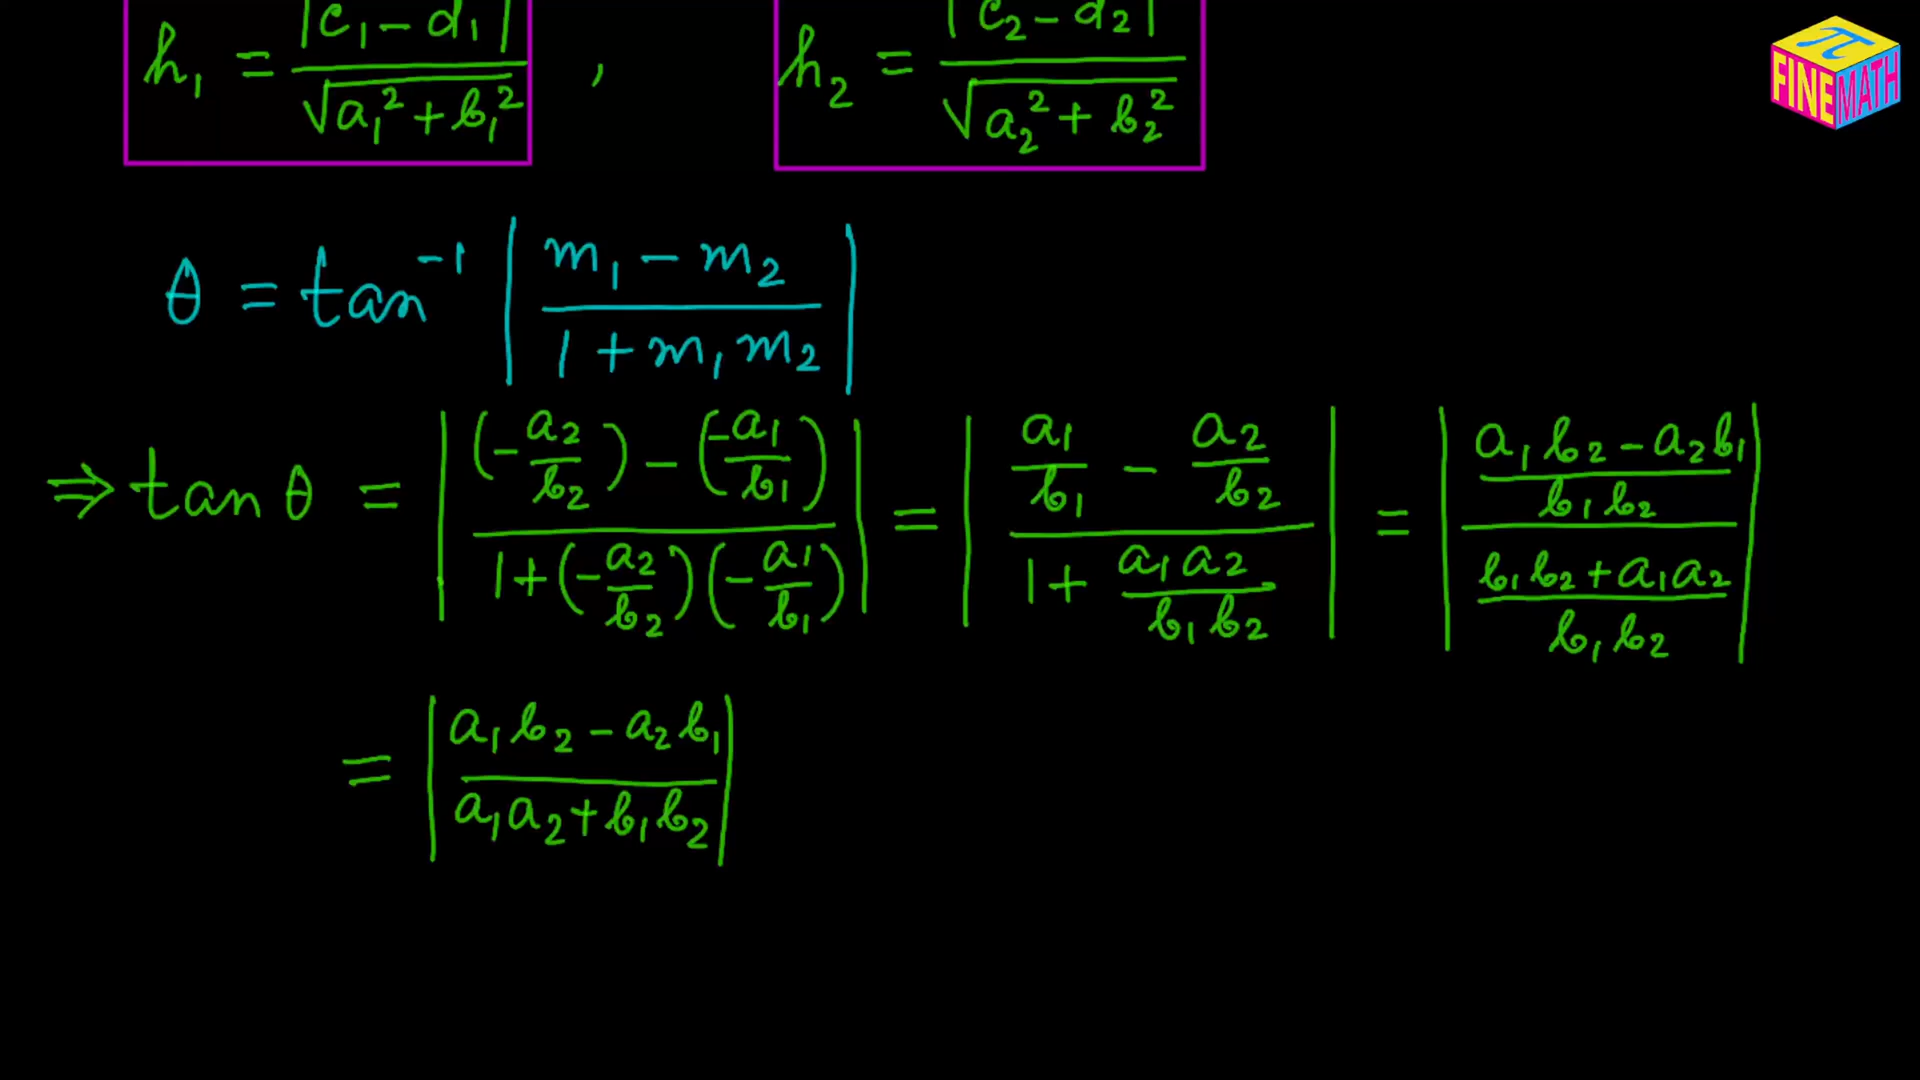 h₁ = |c₁ - d₁| / √(a₁² + b₁²) , h₂ = |c₂ - d₂| / √(a₂² + b₂²)
π FINE MATH
θ = tan⁻¹ | (m₁ - m₂) / (1 + m₁m₂) |
⇒ tan θ = | ((-a₂/b₂) - (-a₁/b₁)) / (1 + (-a₂/b₂)(-a₁/b₁)) | = | (a₁/b₁ - a₂/b₂) / (1 + a₁a₂/b₁b₂) | = | ((a₁b₂ - a₂b₁)/b₁b₂) / ((b₁b₂ + a₁a₂)/b₁b₂) |
= | (a₁b₂ - a₂b₁) / (a₁a₂ + b₁b₂) |